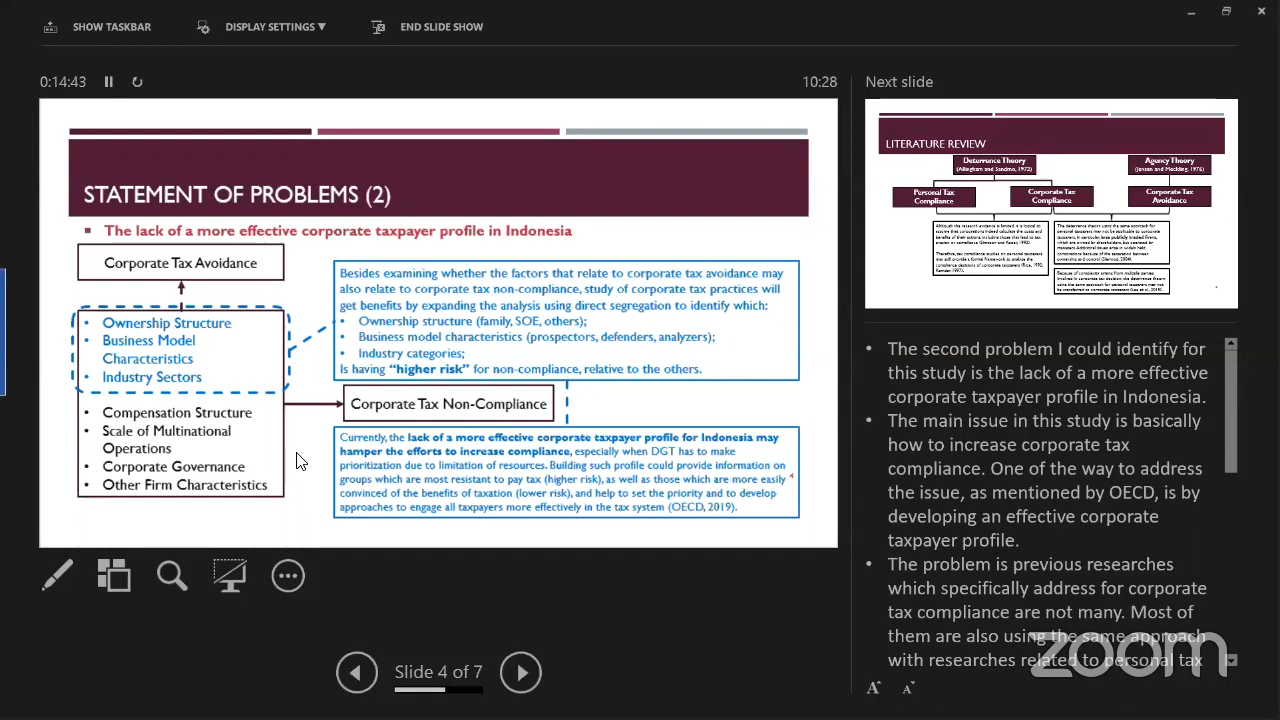 SHOW TASKBAR
DISPLAY SETTINGS ▼
END SLIDE SHOW
0:14:43
10:28
STATEMENT OF PROBLEMS (2)
The lack of a more effective corporate taxpayer profile in Indonesia
Corporate Tax Avoidance
• Ownership Structure
• Business Model
Characteristics
• Industry Sectors
• Compensation Structure
• Scale of Multinational
Operations
• Corporate Governance
• Other Firm Characteristics
Besides examining whether the factors that relate to corporate tax avoidance may
also relate to corporate tax non-compliance, study of corporate tax practices will
get benefits by expanding the analysis using direct segregation to identify which:
• Ownership structure (family, SOE, others);
• Business model characteristics (prospectors, defenders, analyzers);
• Industry categories;
Is having “higher risk” for non-compliance, relative to the others.
Corporate Tax Non-Compliance
Currently, the lack of a more effective corporate taxpayer profile for Indonesia may
hamper the efforts to increase compliance, especially when DGT has to make
prioritization due to limitation of resources. Building such profile could provide information on
groups which are most resistant to pay tax (higher risk), as well as those which are more easily
convinced of the benefits of taxation (lower risk), and help to set the priority and to develop
approaches to engage all taxpayers more effectively in the tax system (OECD, 2019).
4
Slide 4 of 7
Next slide
LITERATURE REVIEW
Deterrence Theory
(Allingham and Sandmo, 1972)
Agency Theory
(Jensen and Meckling, 1976)
Personal Tax
Compliance
Corporate Tax
Compliance
Corporate Tax
Avoidance
• The second problem I could identify for
this study is the lack of a more effective
corporate taxpayer profile in Indonesia.
• The main issue in this study is basically
how to increase corporate tax
compliance. One of the way to address
the issue, as mentioned by OECD, is by
developing an effective corporate
taxpayer profile.
• The problem is previous researches
which specifically address for corporate
tax compliance are not many. Most of
them are also using the same approach
with researches related to personal tax
zoom
A A